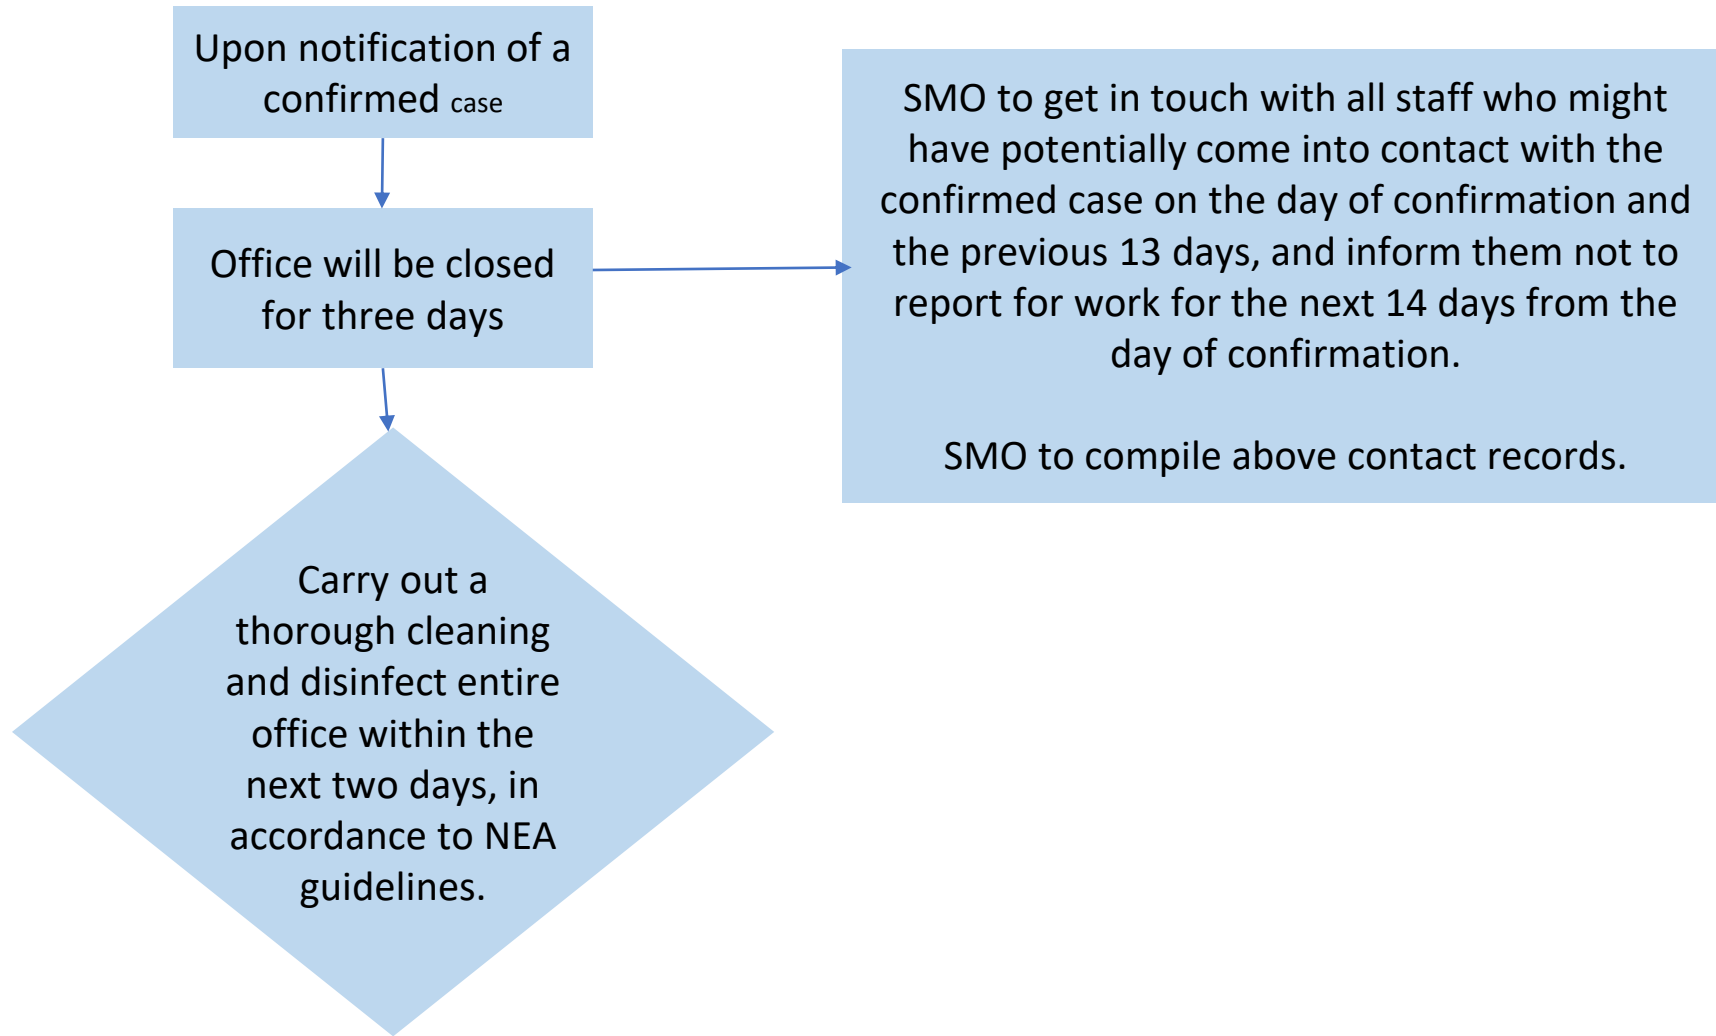 Upon notification of a
confirmed case
Office will be closed
for three days
SMO to get in touch with all staff who might
have potentially come into contact with the
confirmed case on the day of confirmation and
the previous 13 days, and inform them not to
report for work for the next 14 days from the
day of confirmation.
SMO to compile above contact records.
Carry out a
thorough cleaning
and disinfect entire
office within the
next two days, in
accordance to NEA
guidelines.